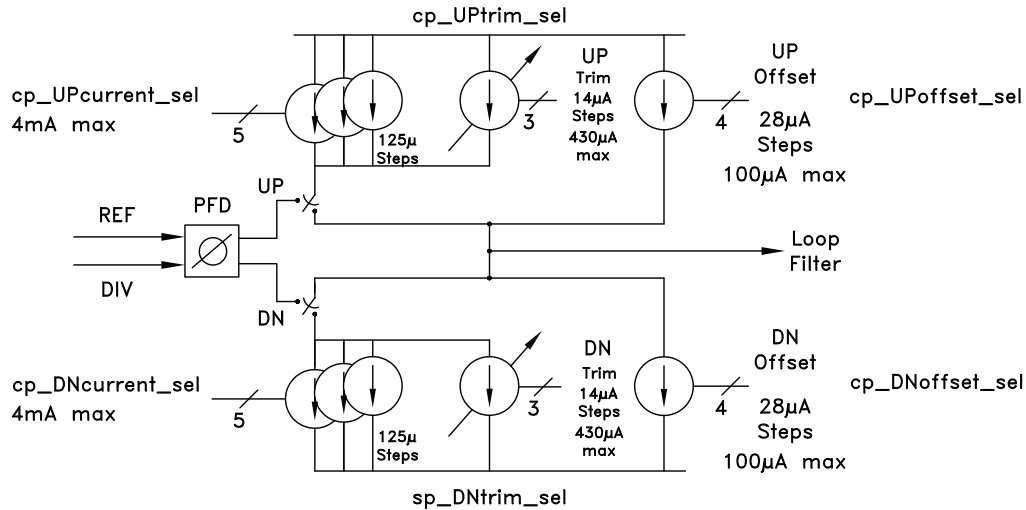 cp_UPtrim_sel
cp_UPcurrent_sel
4mA max
5
125µ
Steps
3
UP
Trim
14µA
Steps
430µA
max
4
UP
Offset
28µA
Steps
100µA max
cp_UPoffset_sel
UP
PFD
REF
DIV
DN
Loop
Filter
cp_DNcurrent_sel
4mA max
5
125µ
Steps
3
DN
Trim
14µA
Steps
430µA
max
4
DN
Offset
28µA
Steps
100µA max
cp_DNoffset_sel
sp_DNtrim_sel